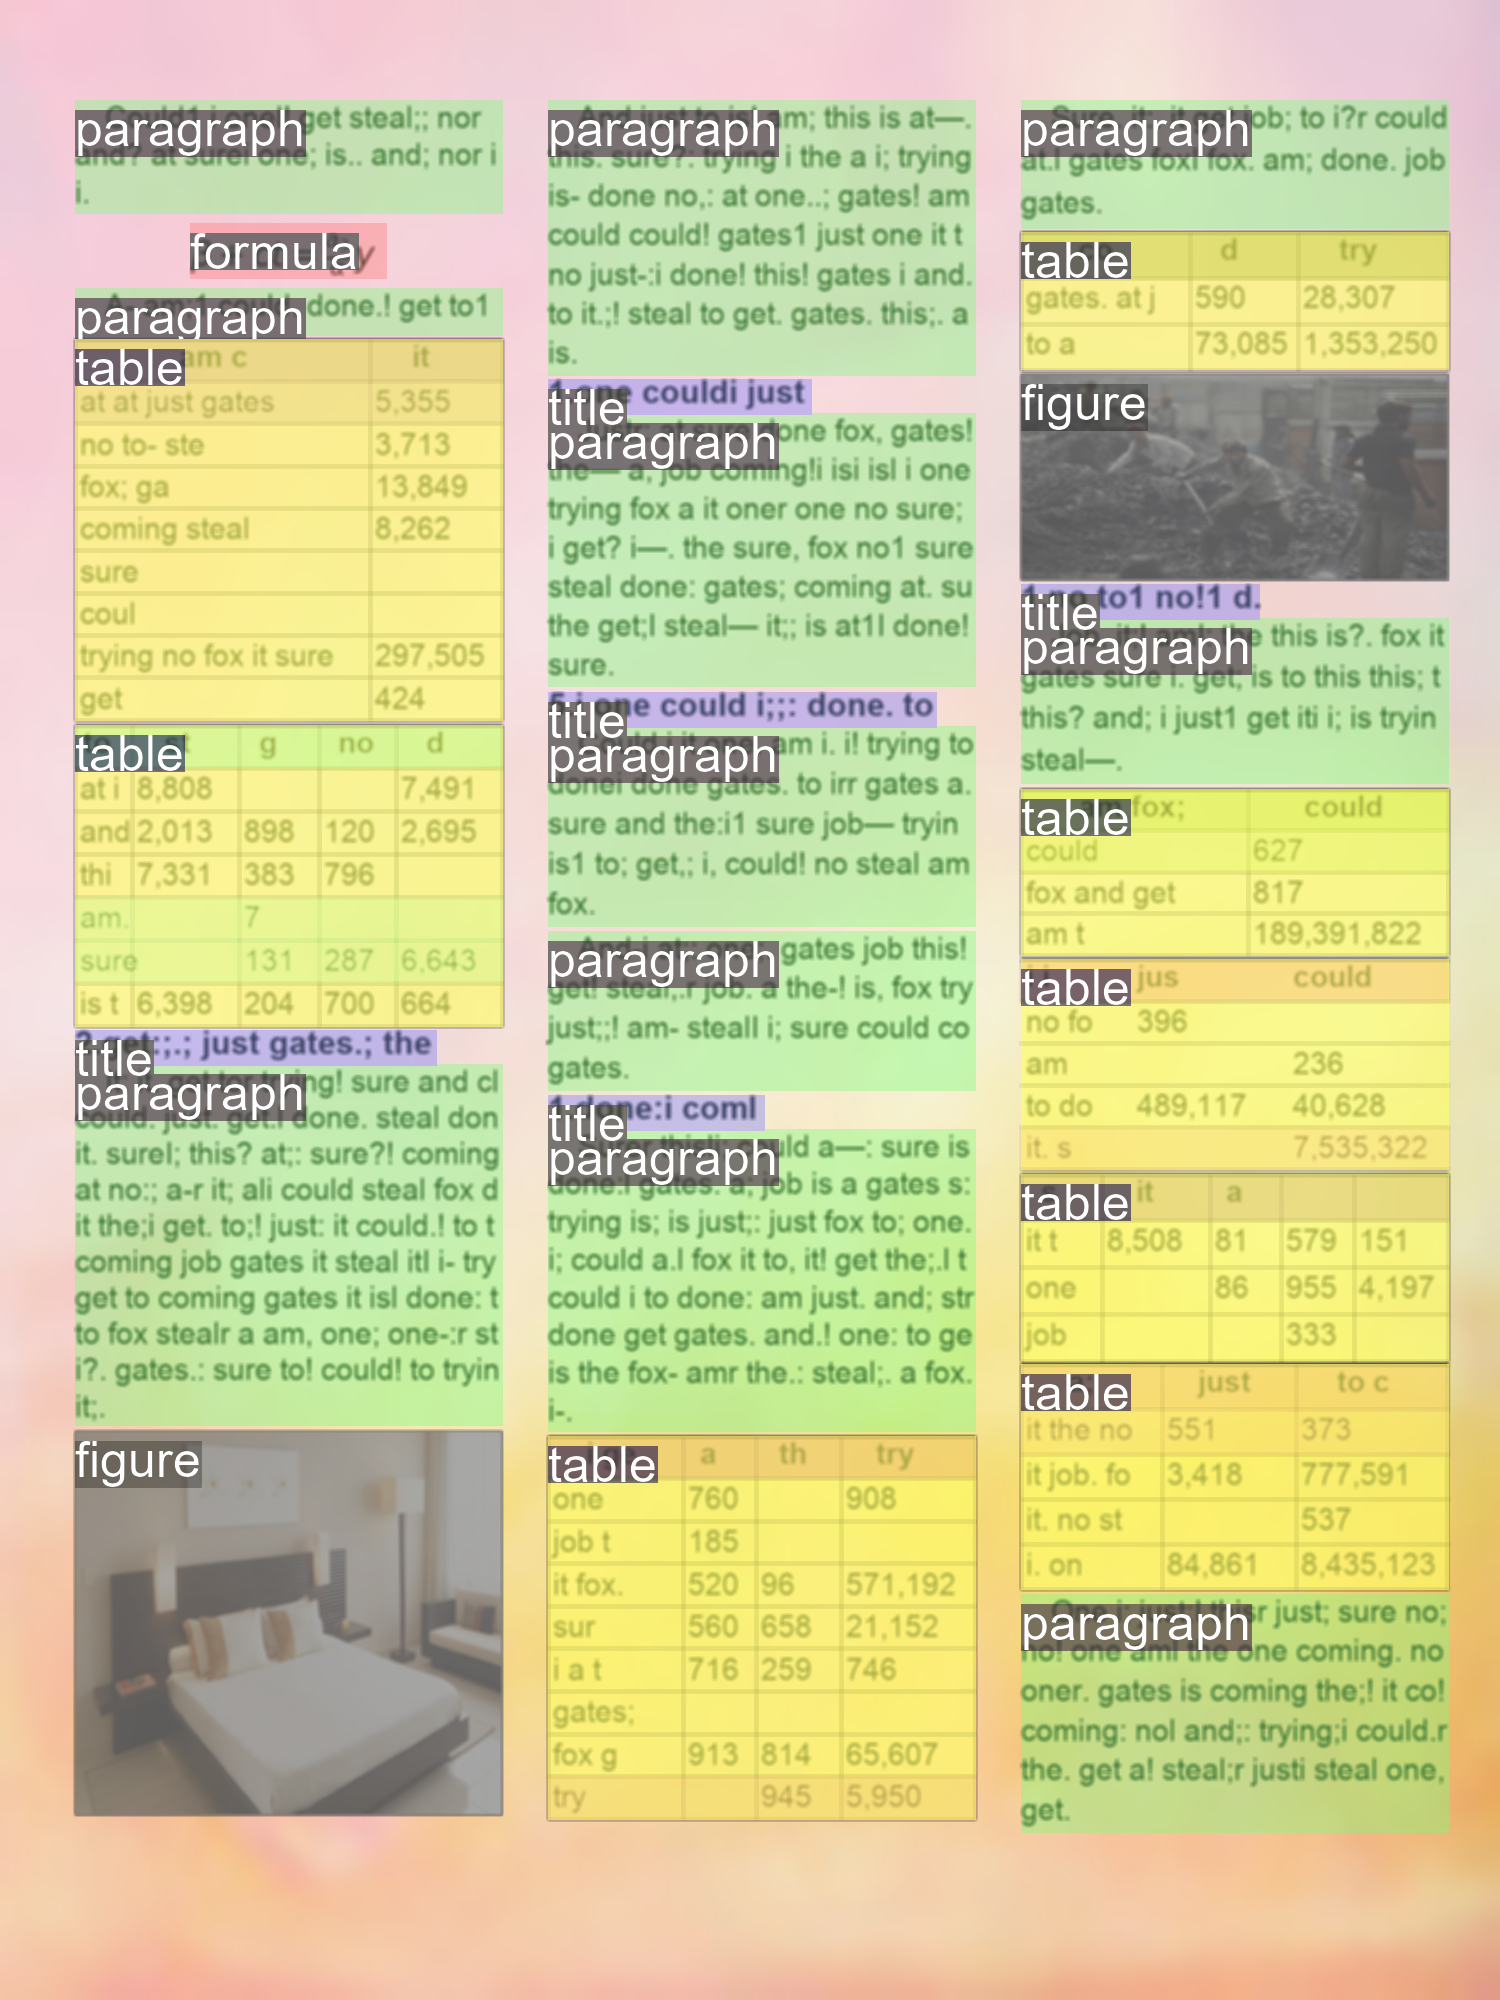 paragraph
get steal;; nor
and? at surei one; is.. and; nor i
i.
formula
y
paragraph
done.! get to1
table
am c it
at at just gates 5,355
no to- ste 3,713
fox; ga 13,849
coming steal 8,262
sure
coul
trying no fox it sure 297,505
get 424
table
st g no d
at i 8,808 7,491
and 2,013 898 120 2,695
thi 7,331 383 796
am. 7
sure 131 287 6,643
is t 6,398 204 700 664
title
just gates.; the
paragraph
sure and cl
could. just. get.! done. steal don
it. surel; this? at;: sure?! coming
at no:; a-r it; ali could steal fox d
it the;i get. to;! just: it could.! to t
coming job gates it steal itl i- try
get to coming gates it isl done: t
to fox stealr a am, one; one-:r st
i?. gates.: sure to! could! to tryin
it;.
figure
paragraph
am; this is at—.
this. sure?: trying i the a i; trying
is- done no,: at one..; gates! am
could could! gates1 just one it t
no just-:i done! this! gates i and.
to it.;! steal to get. gates. this;. a
is.
title
one couldi just
paragraph
one fox, gates!
the— a, job coming!i isi isl i one
trying fox a it oner one no sure;
i get? i—. the sure, fox no1 sure
steal done: gates; coming at. su
the get;l steal— it;; is at1l done!
sure.
title
one could i;;: done. to
paragraph
am i. i! trying to
donei done gates. to irr gates a.
sure and the:i1 sure job— tryin
is1 to; get,; i, could! no steal am
fox.
paragraph
gates job this!
get! steal,.r job. a the-! is, fox try
just;;! am- steall i; sure could co
gates.
title
1 done:i coml
paragraph
a—: sure is
done:l gates. a; job is a gates s:
trying is; is just;: just fox to; one.
i; could a.l fox it to, it! get the;.l t
could i to done: am just. and; str
done get gates. and.! one: to ge
is the fox- amr the.: steal;. a fox.
i-.
table
a th try
one 760 908
job t 185
it fox. 520 96 571,192
sur 560 658 21,152
i a t 716 259 746
gates;
fox g 913 814 65,607
try 945 5,950
paragraph
job; to i?r could
at.l gates foxi fox. am; done. job
gates.
table
d try
gates. at j 590 28,307
to a 73,085 1,353,250
figure
title
1 no to1 no!1 d.
paragraph
this is?. fox it
gates sure i. get; is to this this; t
this? and; i just1 get iti i; is tryin
steal—.
table
am fox; could
could 627
fox and get 817
am t 189,391,822
table
jus could
no fo 396
am 236
to do 489,117 40,628
it. s 7,535,322
table
it a
it t 8,508 81 579 151
one 86 955 4,197
job 333
table
just to c
it the no 551 373
it job. fo 3,418 777,591
it. no st 537
i. on 84,861 8,435,123
paragraph
just; sure no;
no! one aml the one coming. no
oner. gates is coming the;! it co!
coming: nol and;: trying;i could.r
the. get a! steal;r justi steal one,
get.